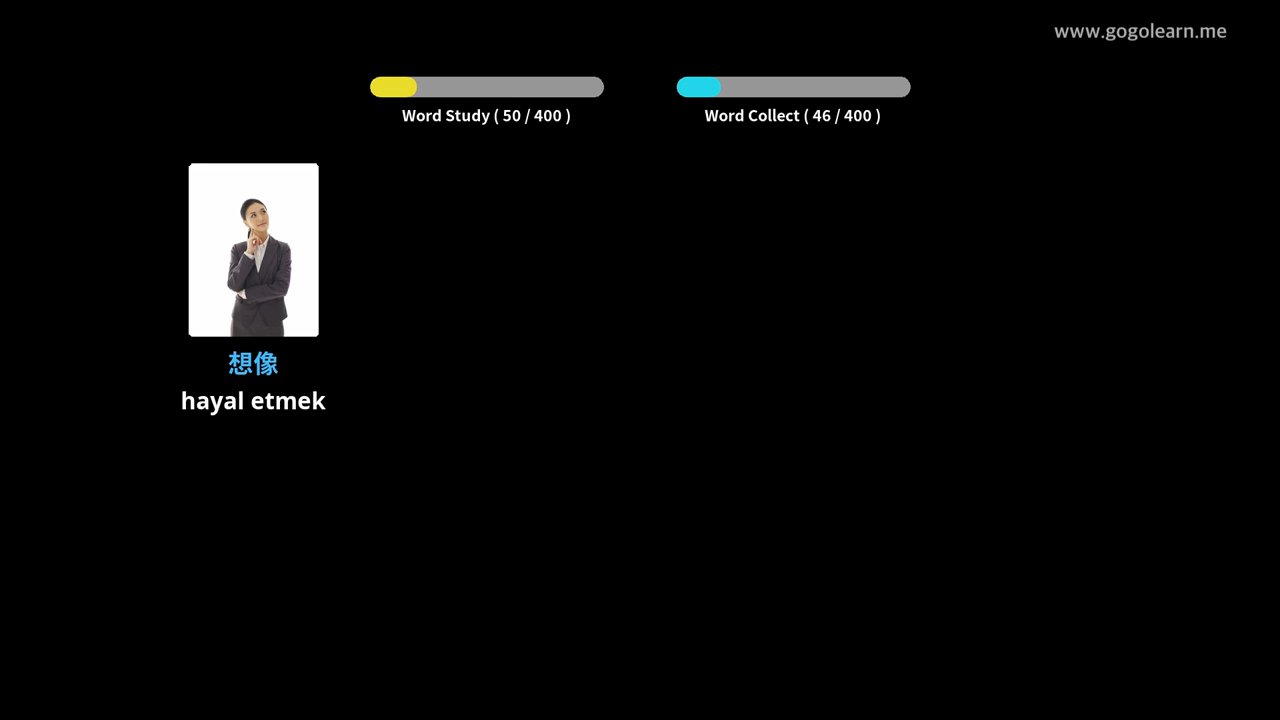 www.gogolearn.me
Word Study ( 50 / 400 )
Word Collect ( 46 / 400 )
想像
hayal etmek